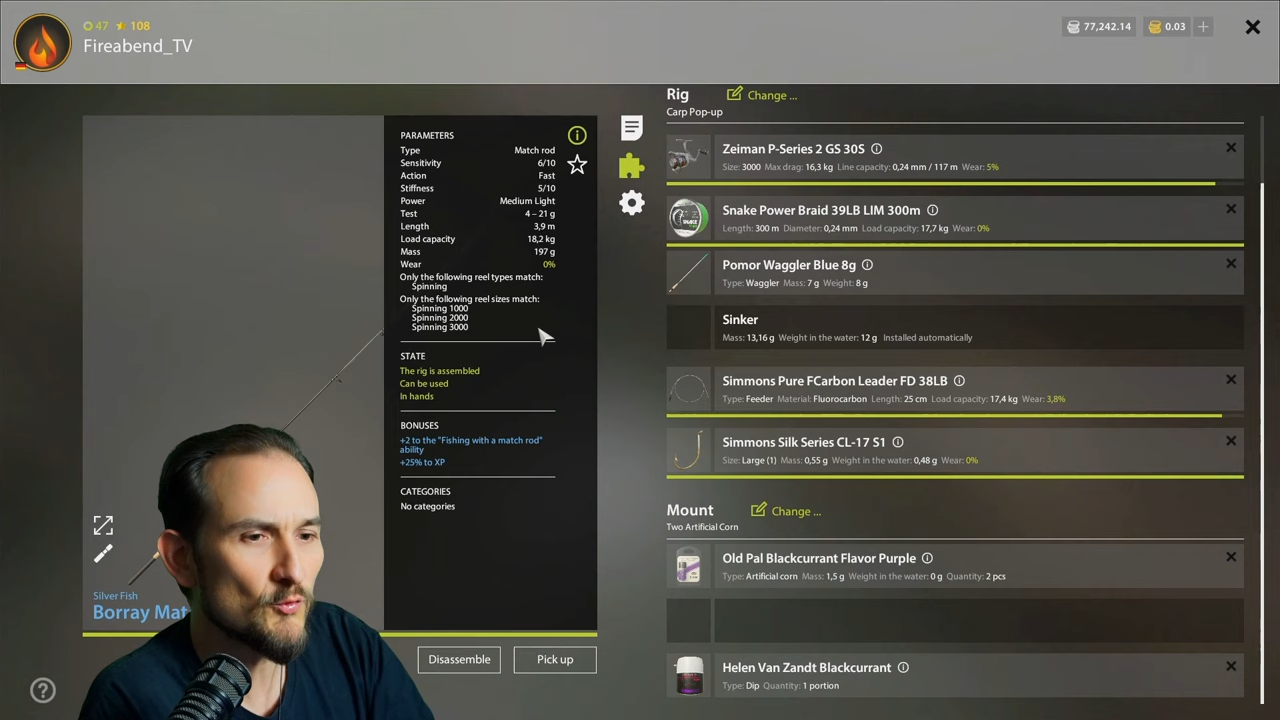 47 108
Fireabend_TV
77,242.14 0.03
PARAMETERS
Type Match rod
Sensitivity 6/10
Action Fast
Stiffness 5/10
Power Medium Light
Test 4 – 21 g
Length 3,9 m
Load capacity 18,2 kg
Mass 197 g
Wear 0%
Only the following reel types match:
Spinning
Only the following reel sizes match:
Spinning 1000
Spinning 2000
Spinning 3000
STATE
The rig is assembled
Can be used
In hands
BONUSES
+2 to the "Fishing with a match rod"
ability
+25% to XP
CATEGORIES
No categories
Silver Fish
Borray Mat
Disassemble Pick up
Rig Change ...
Carp Pop-up
Zeiman P-Series 2 GS 30S
Size: 3000 Max drag: 16,3 kg Line capacity: 0,24 mm / 117 m Wear: 5%
Snake Power Braid 39LB LIM 300m
Length: 300 m Diameter: 0,24 mm Load capacity: 17,7 kg Wear: 0%
Pomor Waggler Blue 8g
Type: Waggler Mass: 7 g Weight: 8 g
Sinker
Mass: 13,16 g Weight in the water: 12 g Installed automatically
Simmons Pure FCarbon Leader FD 38LB
Type: Feeder Material: Fluorocarbon Length: 25 cm Load capacity: 17,4 kg Wear: 3,8%
Simmons Silk Series CL-17 S1
Size: Large (1) Mass: 0,55 g Weight in the water: 0,48 g Wear: 0%
Mount Change ...
Two Artificial Corn
Old Pal Blackcurrant Flavor Purple
Type: Artificial corn Mass: 1,5 g Weight in the water: 0 g Quantity: 2 pcs
Helen Van Zandt Blackcurrant
Type: Dip Quantity: 1 portion